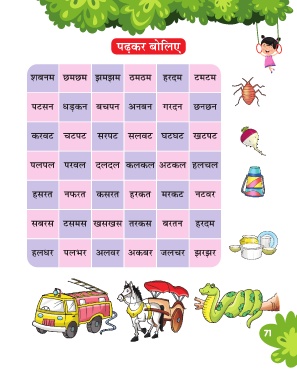 पढ़कर बोलिए
शबनम छमछम झमझम ठमठम हरदम टमटम
पटसन धड़कन बचपन अनबन गरदन छनछन
करवट चटपट सरपट सलवट घटघट खटपट
पलपल परवल दलदल कलकल अटकल हलचल
हसरत नफरत कसरत हरकत मरकट नटवर
सबरस टसमस खसखस तरकस बरतन हरदम
हलधर पलभर अलवर अकबर जलचर झरझर
71